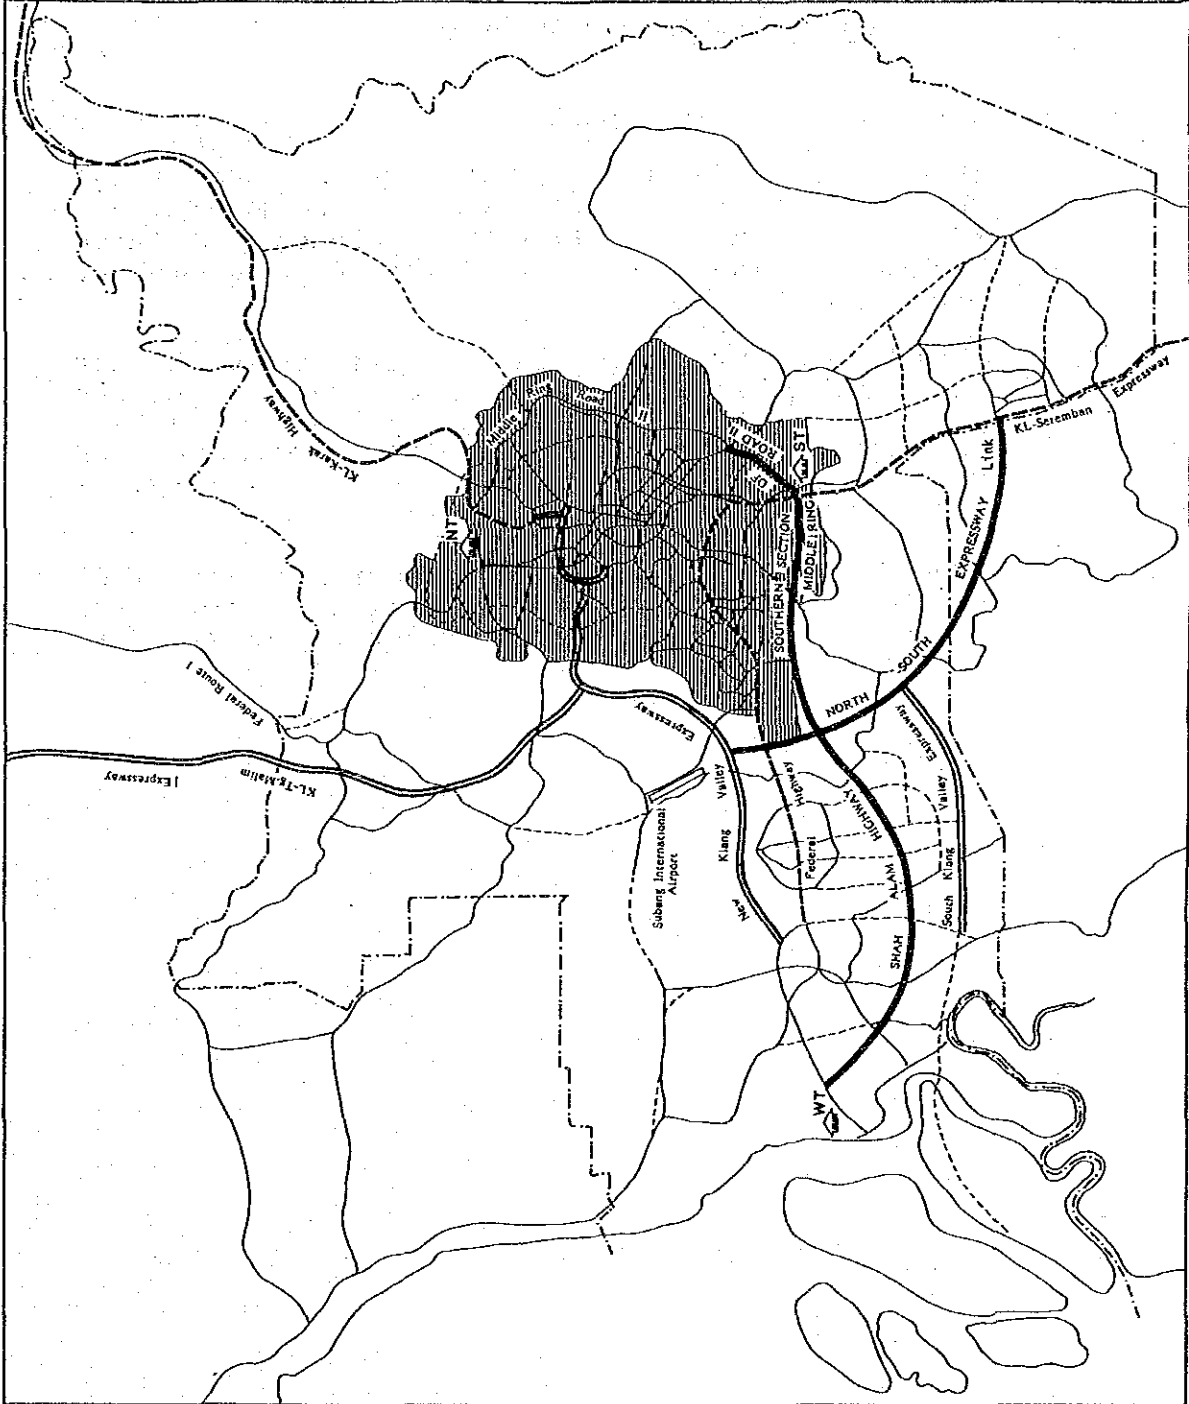 KL-Karak
Highway
Middle
Ring
Road
II
NT
Federal Route 1
KL-Tg.Malim
Expressway
SOUTHERN SECTION
OF
MIDDLE RING
ROAD II
ST
KL-Seremban
Expressway
NORTH
SOUTH
EXPRESSWAY
Link
New
Klang
Valley
Expressway
Subang International
Airport
Federal
Highway
SHAH
ALAM
HIGHWAY
South
Klang
Valley
Expressway
WT